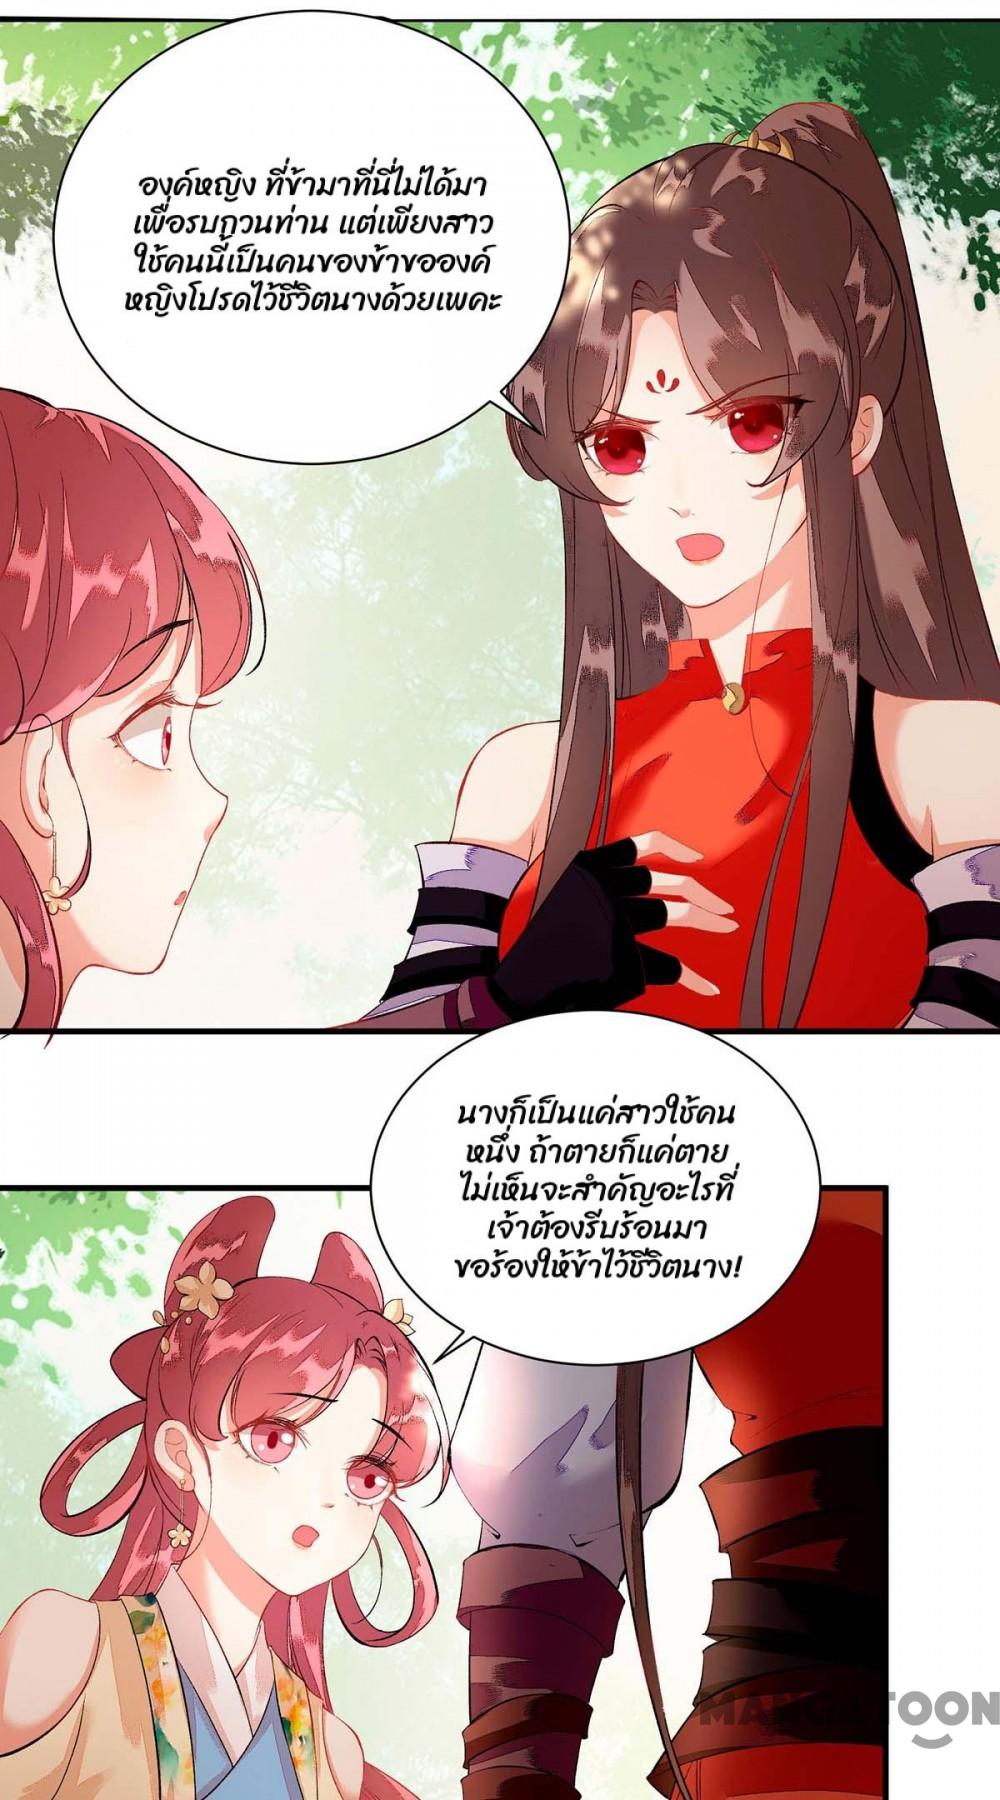 องค์หญิง ที่ข้ามาที่นี่ไม่ได้มา
เพื่อรบกวนท่าน แต่เพียงสาว
ใช้คนนี้เป็นคนของข้าขอองค์
หญิงโปรดไว้ชีวิตนางด้วยเพคะ
นางก็เป็นแค่สาวใช้คน
หนึ่ง ถ้าตายก็แค่ตาย
ไม่เห็นจะสำคัญอะไรที่
เจ้าต้องรีบร้อนมา
ขอร้องให้ข้าไว้ชีวิตนาง!
MANGATOON